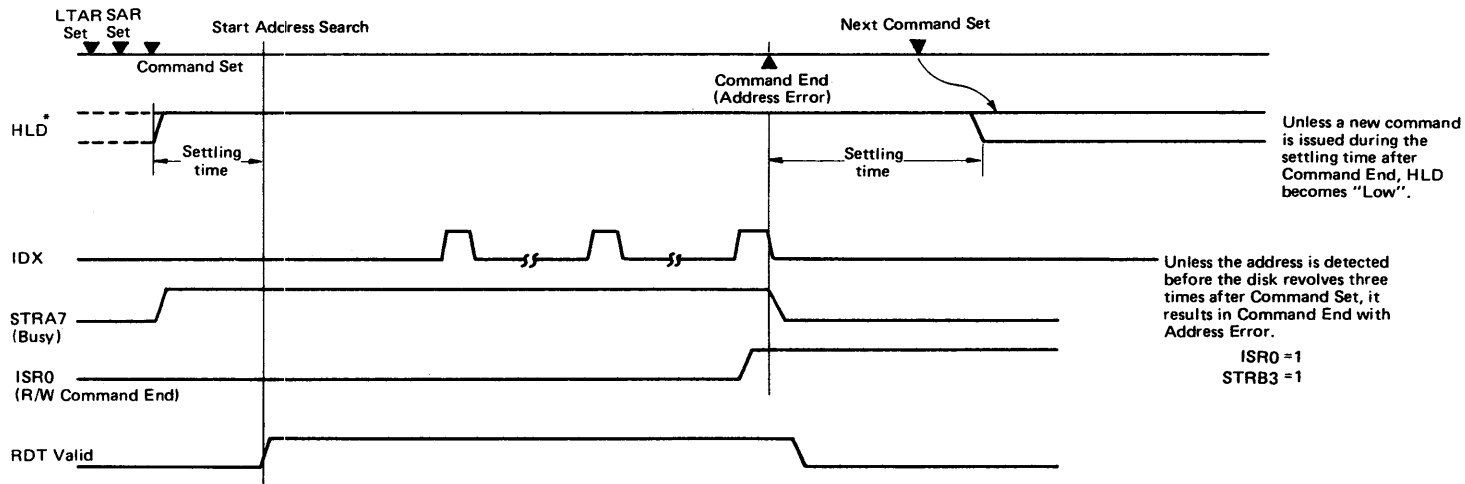 LTAR SAR
Set Set
Start Address Search
Next Command Set
Command Set
Command End
(Address Error)
HLD*
Settling
time
Settling
time
Unless a new command
is issued during the
settling time after
Command End, HLD
becomes "Low".
IDX
Unless the address is detected
before the disk revolves three
times after Command Set, it
results in Command End with
Address Error.
ISR0 =1
STRB3 =1
STRA7
(Busy)
ISR0
(R/W Command End)
RDT Valid